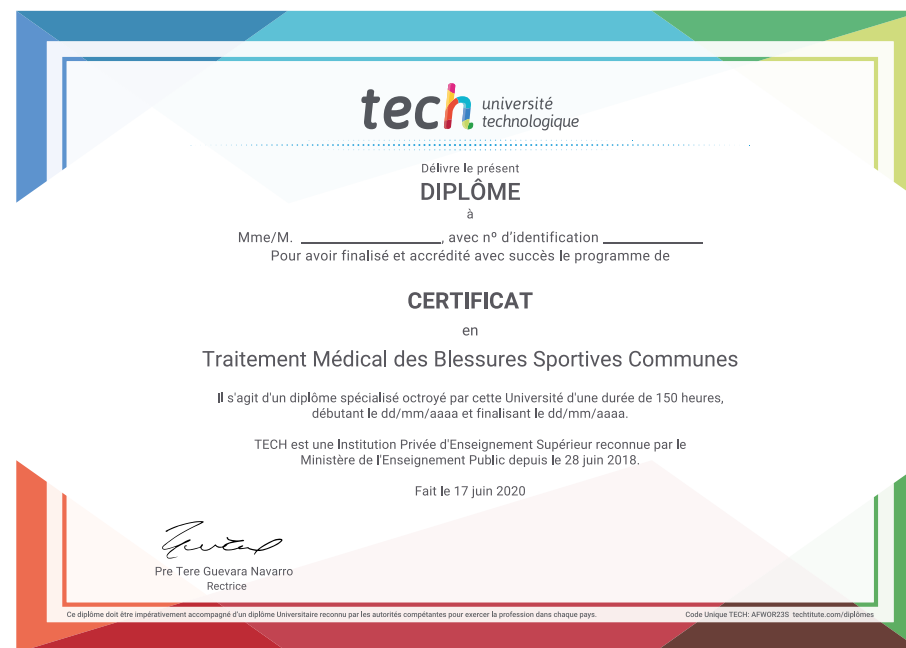 tech université
technologique
Délivre le présent
DIPLÔME
à
Mme/M. ____________________, avec nº d'identification ______________
Pour avoir finalisé et accrédité avec succès le programme de
CERTIFICAT
en
Traitement Médical des Blessures Sportives Communes
Il s'agit d'un diplôme spécialisé octroyé par cette Université d'une durée de 150 heures,
débutant le dd/mm/aaaa et finalisant le dd/mm/aaaa.
TECH est une Institution Privée d'Enseignement Supérieur reconnue par le
Ministère de l'Enseignement Public depuis le 28 juin 2018.
Fait le 17 juin 2020
Pre Tere Guevara Navarro
Rectrice
Ce diplôme doit être impérativement accompagné d'un diplôme Universitaire reconnu par les autorités compétantes pour exercer la profession dans chaque pays.
Code Unique TECH: AFWOR23S techtitute.com/diplômes